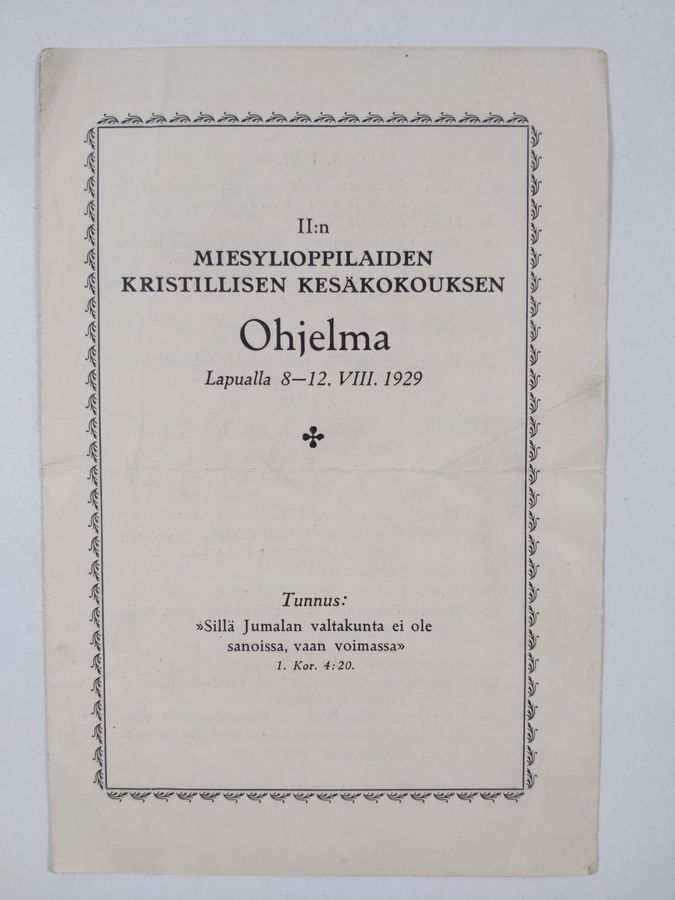 II:n
MIESYLIOPPILAIDEN
KRISTILLISEN KESÄKOKOUKSEN
Ohjelma
Lapualla 8—12. VIII. 1929
Tunnus:
»Sillä Jumalan valtakunta ei ole
sanoissa, vaan voimassa»
1. Kor. 4:20.